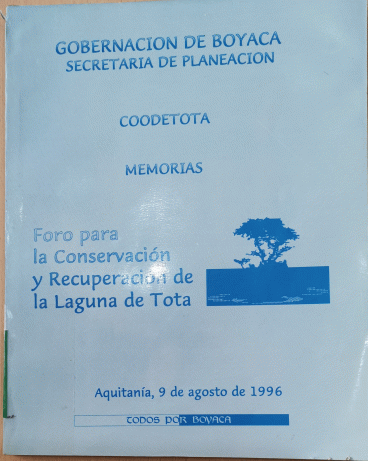 GOBERNACION DE BOYACA
SECRETARIA DE PLANEACION
COODETOTA
MEMORIAS
Foro para
la Conservación
y Recuperación de
la Laguna de Tota
Aquitanía, 9 de agosto de 1996
TODOS POR BOYACA